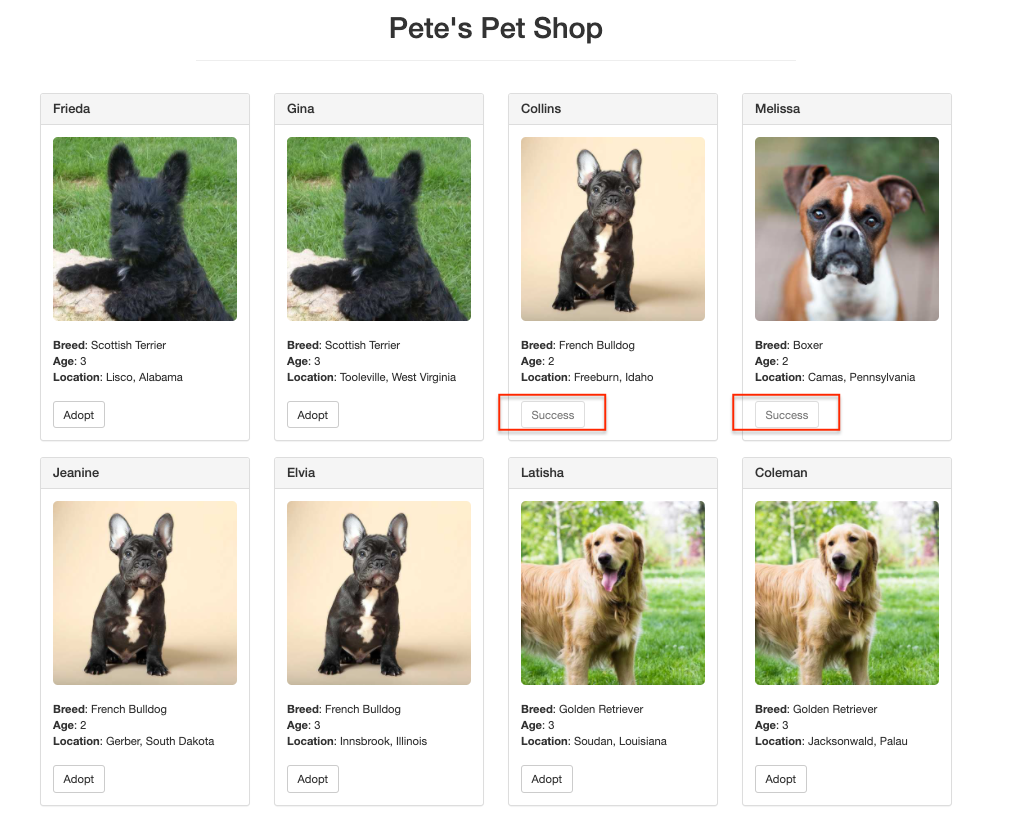 Pete's Pet Shop
Frieda
Breed: Scottish Terrier
Age: 3
Location: Lisco, Alabama
Adopt
Gina
Breed: Scottish Terrier
Age: 3
Location: Tooleville, West Virginia
Adopt
Collins
Breed: French Bulldog
Age: 2
Location: Freeburn, Idaho
Success
Melissa
Breed: Boxer
Age: 2
Location: Camas, Pennsylvania
Success
Jeanine
Breed: French Bulldog
Age: 2
Location: Gerber, South Dakota
Adopt
Elvia
Breed: French Bulldog
Age: 3
Location: Innsbrook, Illinois
Adopt
Latisha
Breed: Golden Retriever
Age: 3
Location: Soudan, Louisiana
Adopt
Coleman
Breed: Golden Retriever
Age: 3
Location: Jacksonwald, Palau
Adopt